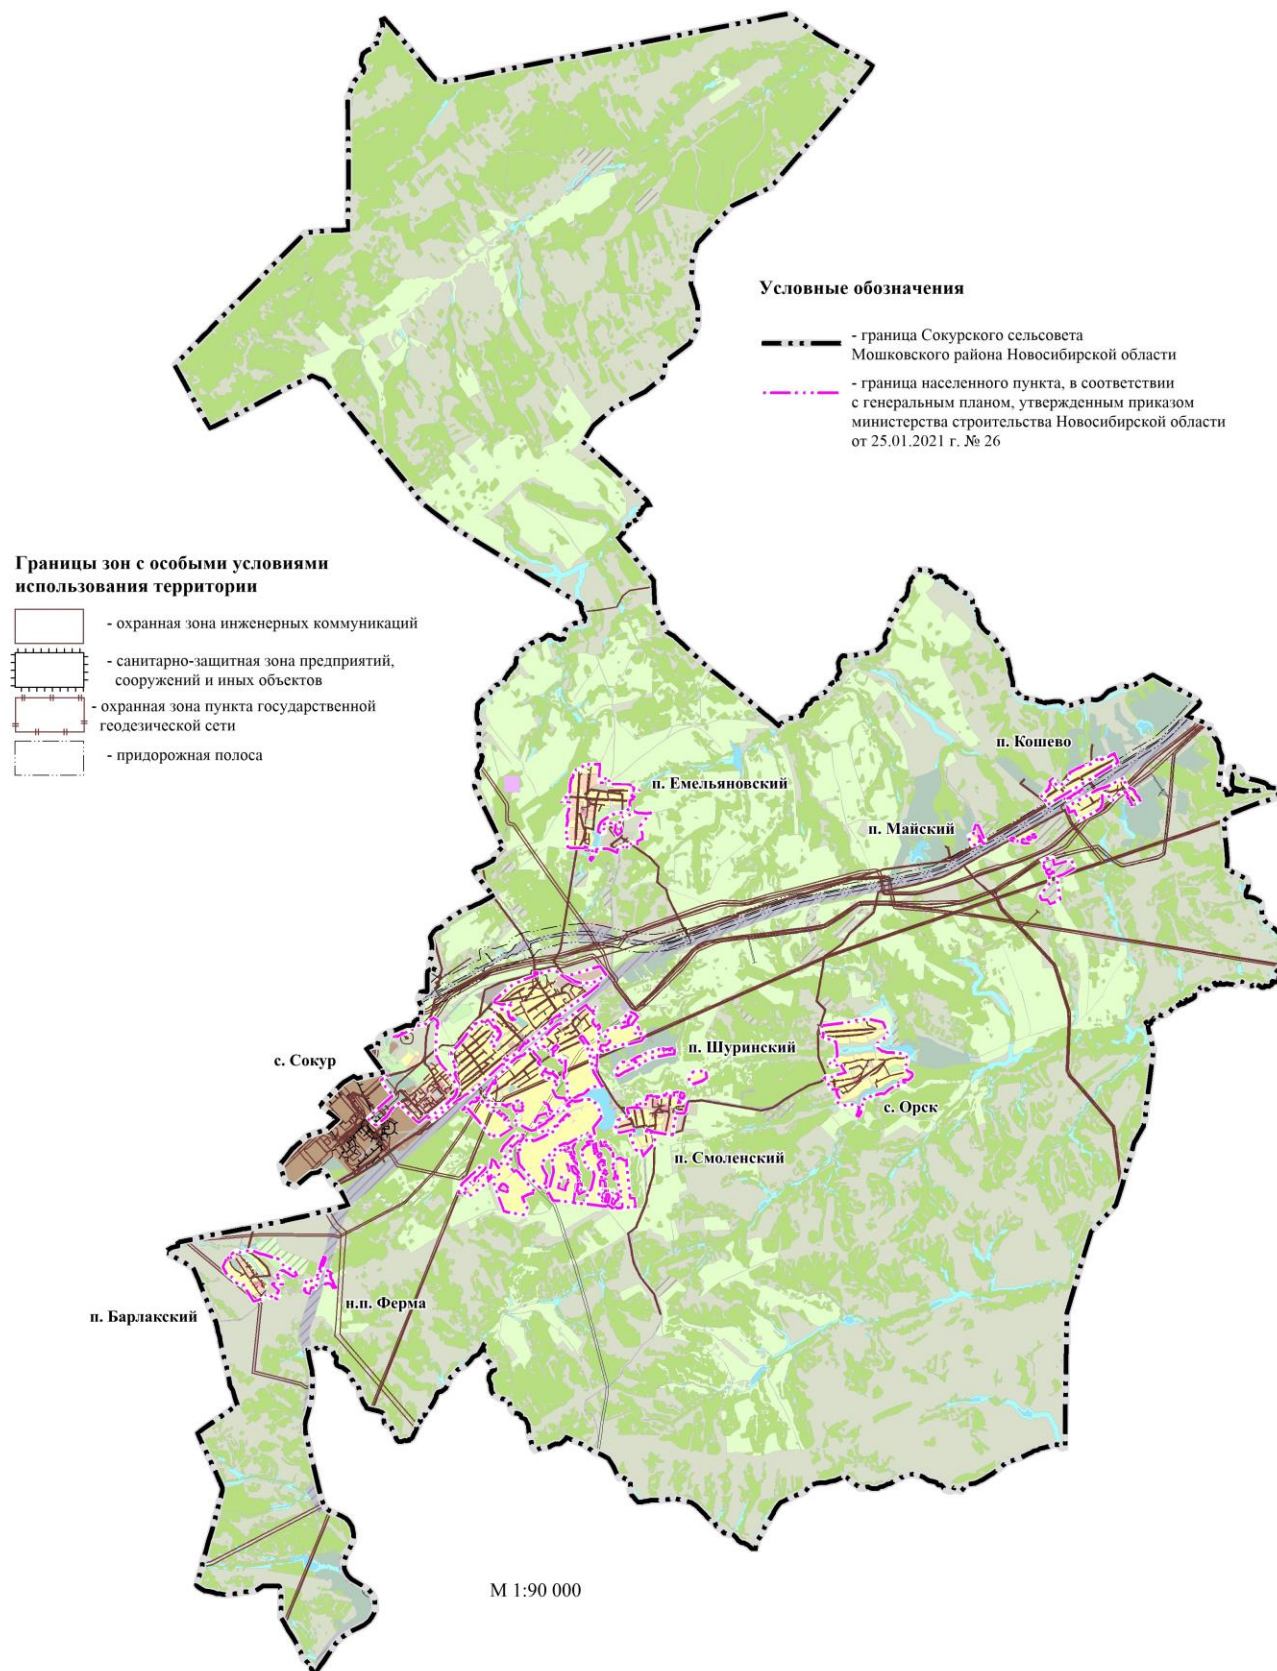 Условные обозначения
- граница Сокурского сельсовета
Мошковского района Новосибирской области
- граница населенного пункта, в соответствии
с генеральным планом, утвержденным приказом
министерства строительства Новосибирской области
от 25.01.2021 г. № 26
Границы зон с особыми условиями
использования территории
- охранная зона инженерных коммуникаций
- санитарно-защитная зона предприятий,
сооружений и иных объектов
- охранная зона пункта государственной
геодезической сети
- придорожная полоса
п. Кошево
п. Емельяновский
п. Майский
п. Шуринский
с. Сокур
с. Орск
п. Смоленский
н.п. Ферма
п. Барлакский
М 1:90 000